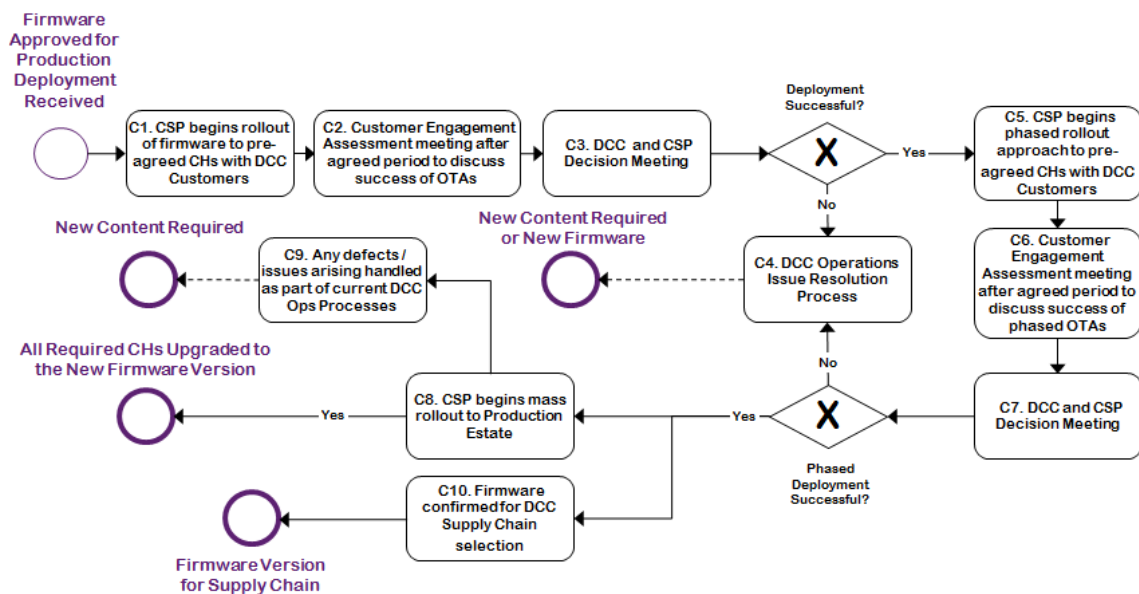 Firmware
Approved for
Production
Deployment
Received
C1. CSP begins rollout
of firmware to pre-
agreed CHs with DCC
Customers
C2. Customer Engagement
Assessment meeting after
agreed period to discuss
success of OTAs
C3. DCC and CSP
Decision Meeting
Deployment
Successful?
X
Yes
No
C5. CSP begins
phased rollout
approach to pre-
agreed CHs with DCC
Customers
New Content Required
C9. Any defects /
issues arising handled
as part of current DCC
Ops Processes
New Content Required
or New Firmware
C4. DCC Operations
Issue Resolution
Process
C6. Customer
Engagement
Assessment meeting
after agreed period to
discuss success of
phased OTAs
All Required CHs Upgraded to
the New Firmware Version
Yes
C8. CSP begins mass
rollout to Production
Estate
Yes
No
X
Phased
Deployment
Successful?
C7. DCC and CSP
Decision Meeting
C10. Firmware
confirmed for DCC
Supply Chain
selection
Firmware Version
for Supply Chain